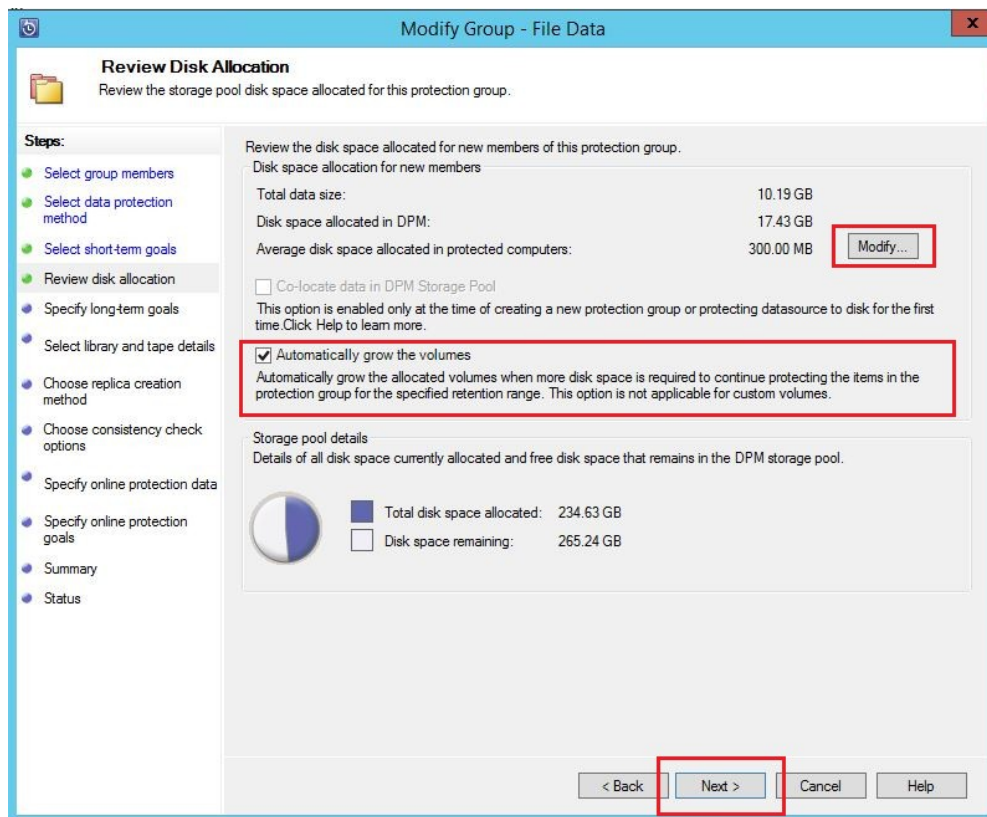 Modify Group - File Data
x
Review Disk Allocation
Review the storage pool disk space allocated for this protection group.
Steps:
Select group members
Select data protection
method
Select short-term goals
Review disk allocation
Specify long-term goals
Select library and tape details
Choose replica creation
method
Choose consistency check
options
Specify online protection data
Specify online protection
goals
Summary
Status
Review the disk space allocated for new members of this protection group.
Disk space allocation for new members
Total data size: 10.19 GB
Disk space allocated in DPM: 17.43 GB
Average disk space allocated in protected computers: 300.00 MB Modify...
Co-locate data in DPM Storage Pool
This option is enabled only at the time of creating a new protection group or protecting datasource to disk for the first
time.Click Help to learn more.
Automatically grow the volumes
Automatically grow the allocated volumes when more disk space is required to continue protecting the items in the
protection group for the specified retention range. This option is not applicable for custom volumes.
Storage pool details
Details of all disk space currently allocated and free disk space that remains in the DPM storage pool.
Total disk space allocated: 234.63 GB
Disk space remaining: 265.24 GB
< Back Next > Cancel Help